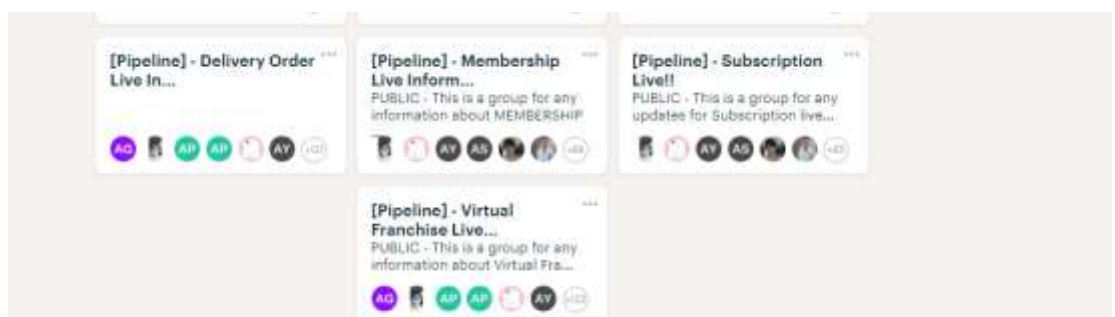 [Pipeline] - Delivery Order
Live In...
AG
AP
AP
AY
[Pipeline] - Membership
Live Inform...
PUBLIC - This is a group for any
information about MEMBERSHIP
AY
AS
[Pipeline] - Subscription
Live!!
PUBLIC - This is a group for any
updates for Subscription live...
AY
AS
[Pipeline] - Virtual
Franchise Live...
PUBLIC - This is a group for any
information about Virtual Fra...
AG
AP
AP
AY